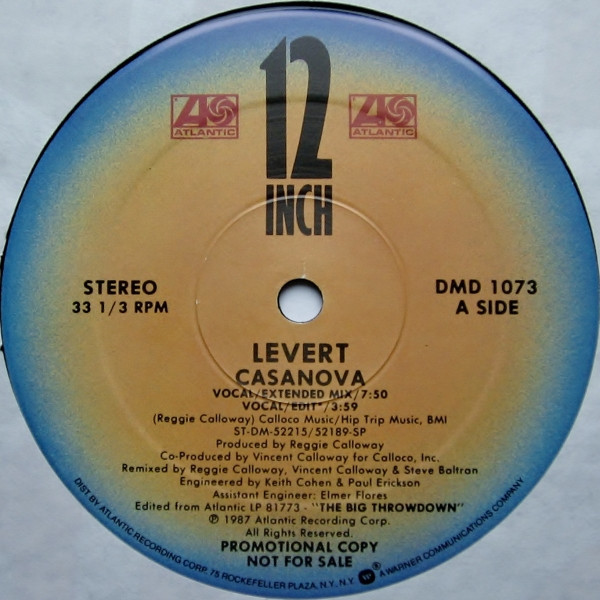 12
INCH
ATLANTIC
ATLANTIC
STEREO
33 1/3 RPM
DMD 1073
A SIDE
LEVERT
CASANOVA
VOCAL/EXTENDED MIX/7:50
VOCAL/EDIT*/3:59
(Reggie Calloway) Calloco Music/Hip Trip Music, BMI
ST-DM-52215/52189-SP
Produced by Reggie Calloway
Co-Produced by Vincent Calloway for Calloco, Inc.
Remixed by Reggie Calloway, Vincent Calloway & Steve Baltran
Engineered by Keith Cohen & Paul Erickson
Assistant Engineer: Elmer Flores
Edited from Atlantic LP 81773 - "THE BIG THROWDOWN"
℗ 1987 Atlantic Recording Corp.
All Rights Reserved.
PROMOTIONAL COPY
NOT FOR SALE
DIST BY ATLANTIC RECORDING CORP. 75 ROCKEFELLER PLAZA, N.Y. N.Y. ® A WARNER COMMUNICATIONS COMPANY